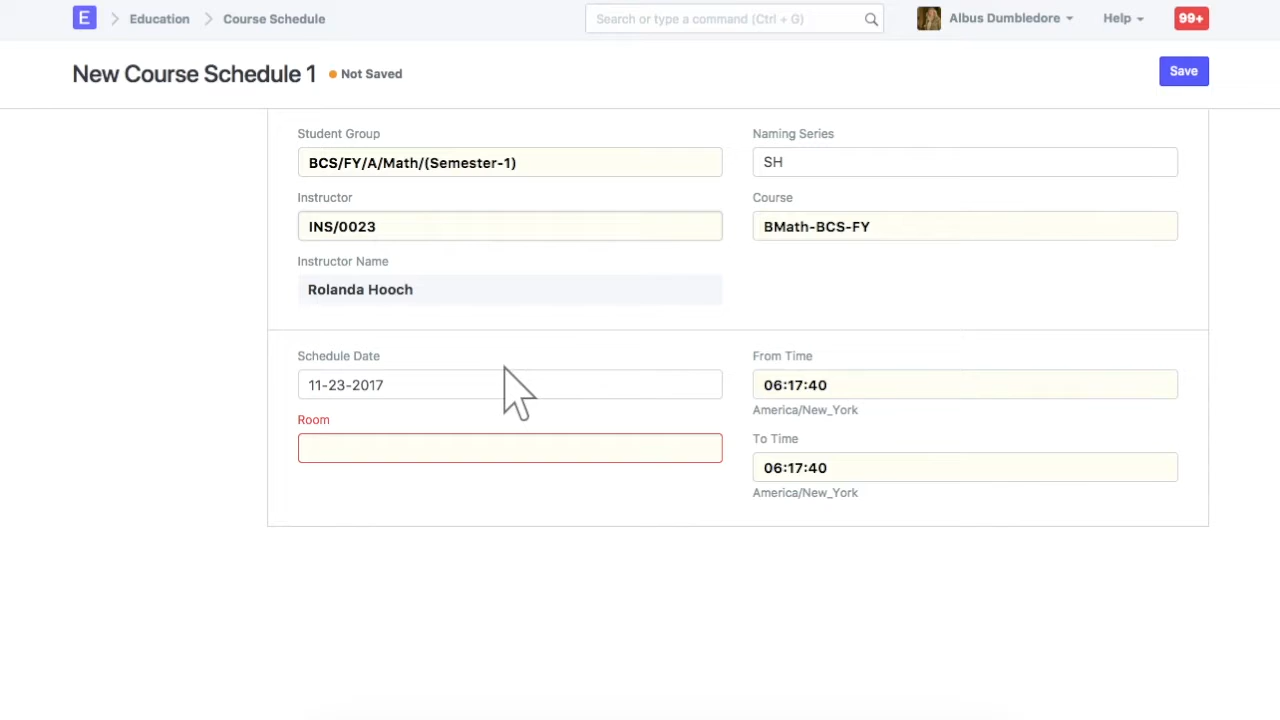 E Education Course Schedule Search or type a command (Ctrl + G) Albus Dumbledore Help 99+
New Course Schedule 1 Not Saved Save
Student Group
BCS/FY/A/Math/(Semester-1)
Naming Series
SH
Instructor
INS/0023
Course
BMath-BCS-FY
Instructor Name
Rolanda Hooch
Schedule Date
11-23-2017
Room
From Time
06:17:40
America/New_York
To Time
06:17:40
America/New_York